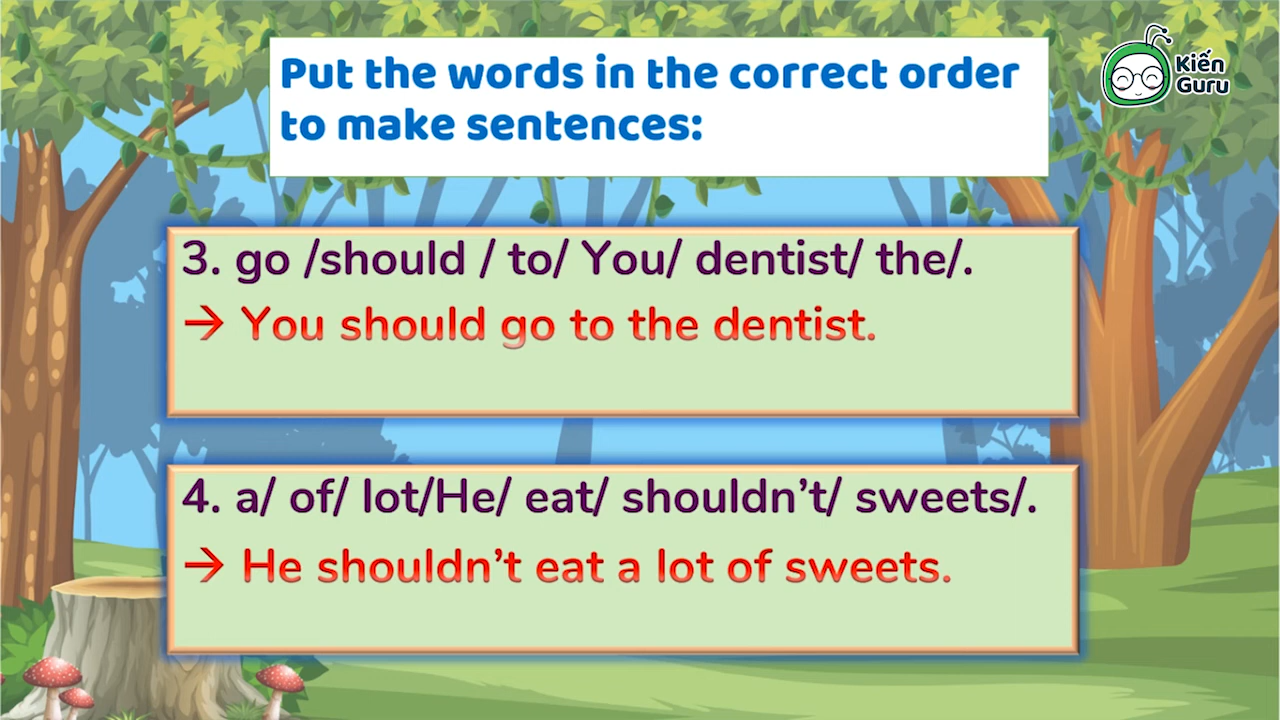 Put the words in the correct order
to make sentences:
Kiến
Guru
3. go /should / to/ You/ dentist/ the/.
→ You should go to the dentist.
4. a/ of/ lot/He/ eat/ shouldn’t/ sweets/.
→ He shouldn’t eat a lot of sweets.